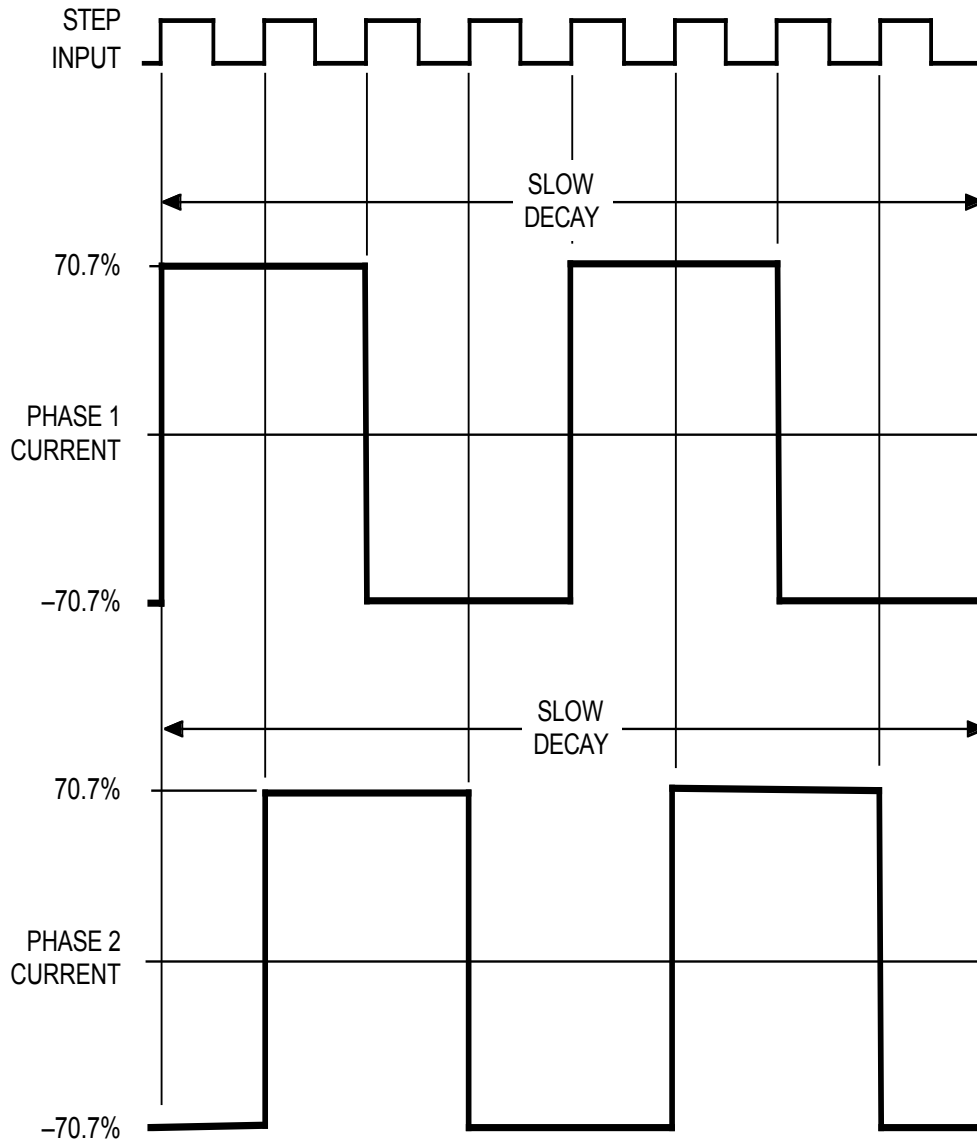 STEP
INPUT
SLOW
DECAY
70.7%
PHASE 1
CURRENT
–70.7%
SLOW
DECAY
70.7%
PHASE 2
CURRENT
–70.7%